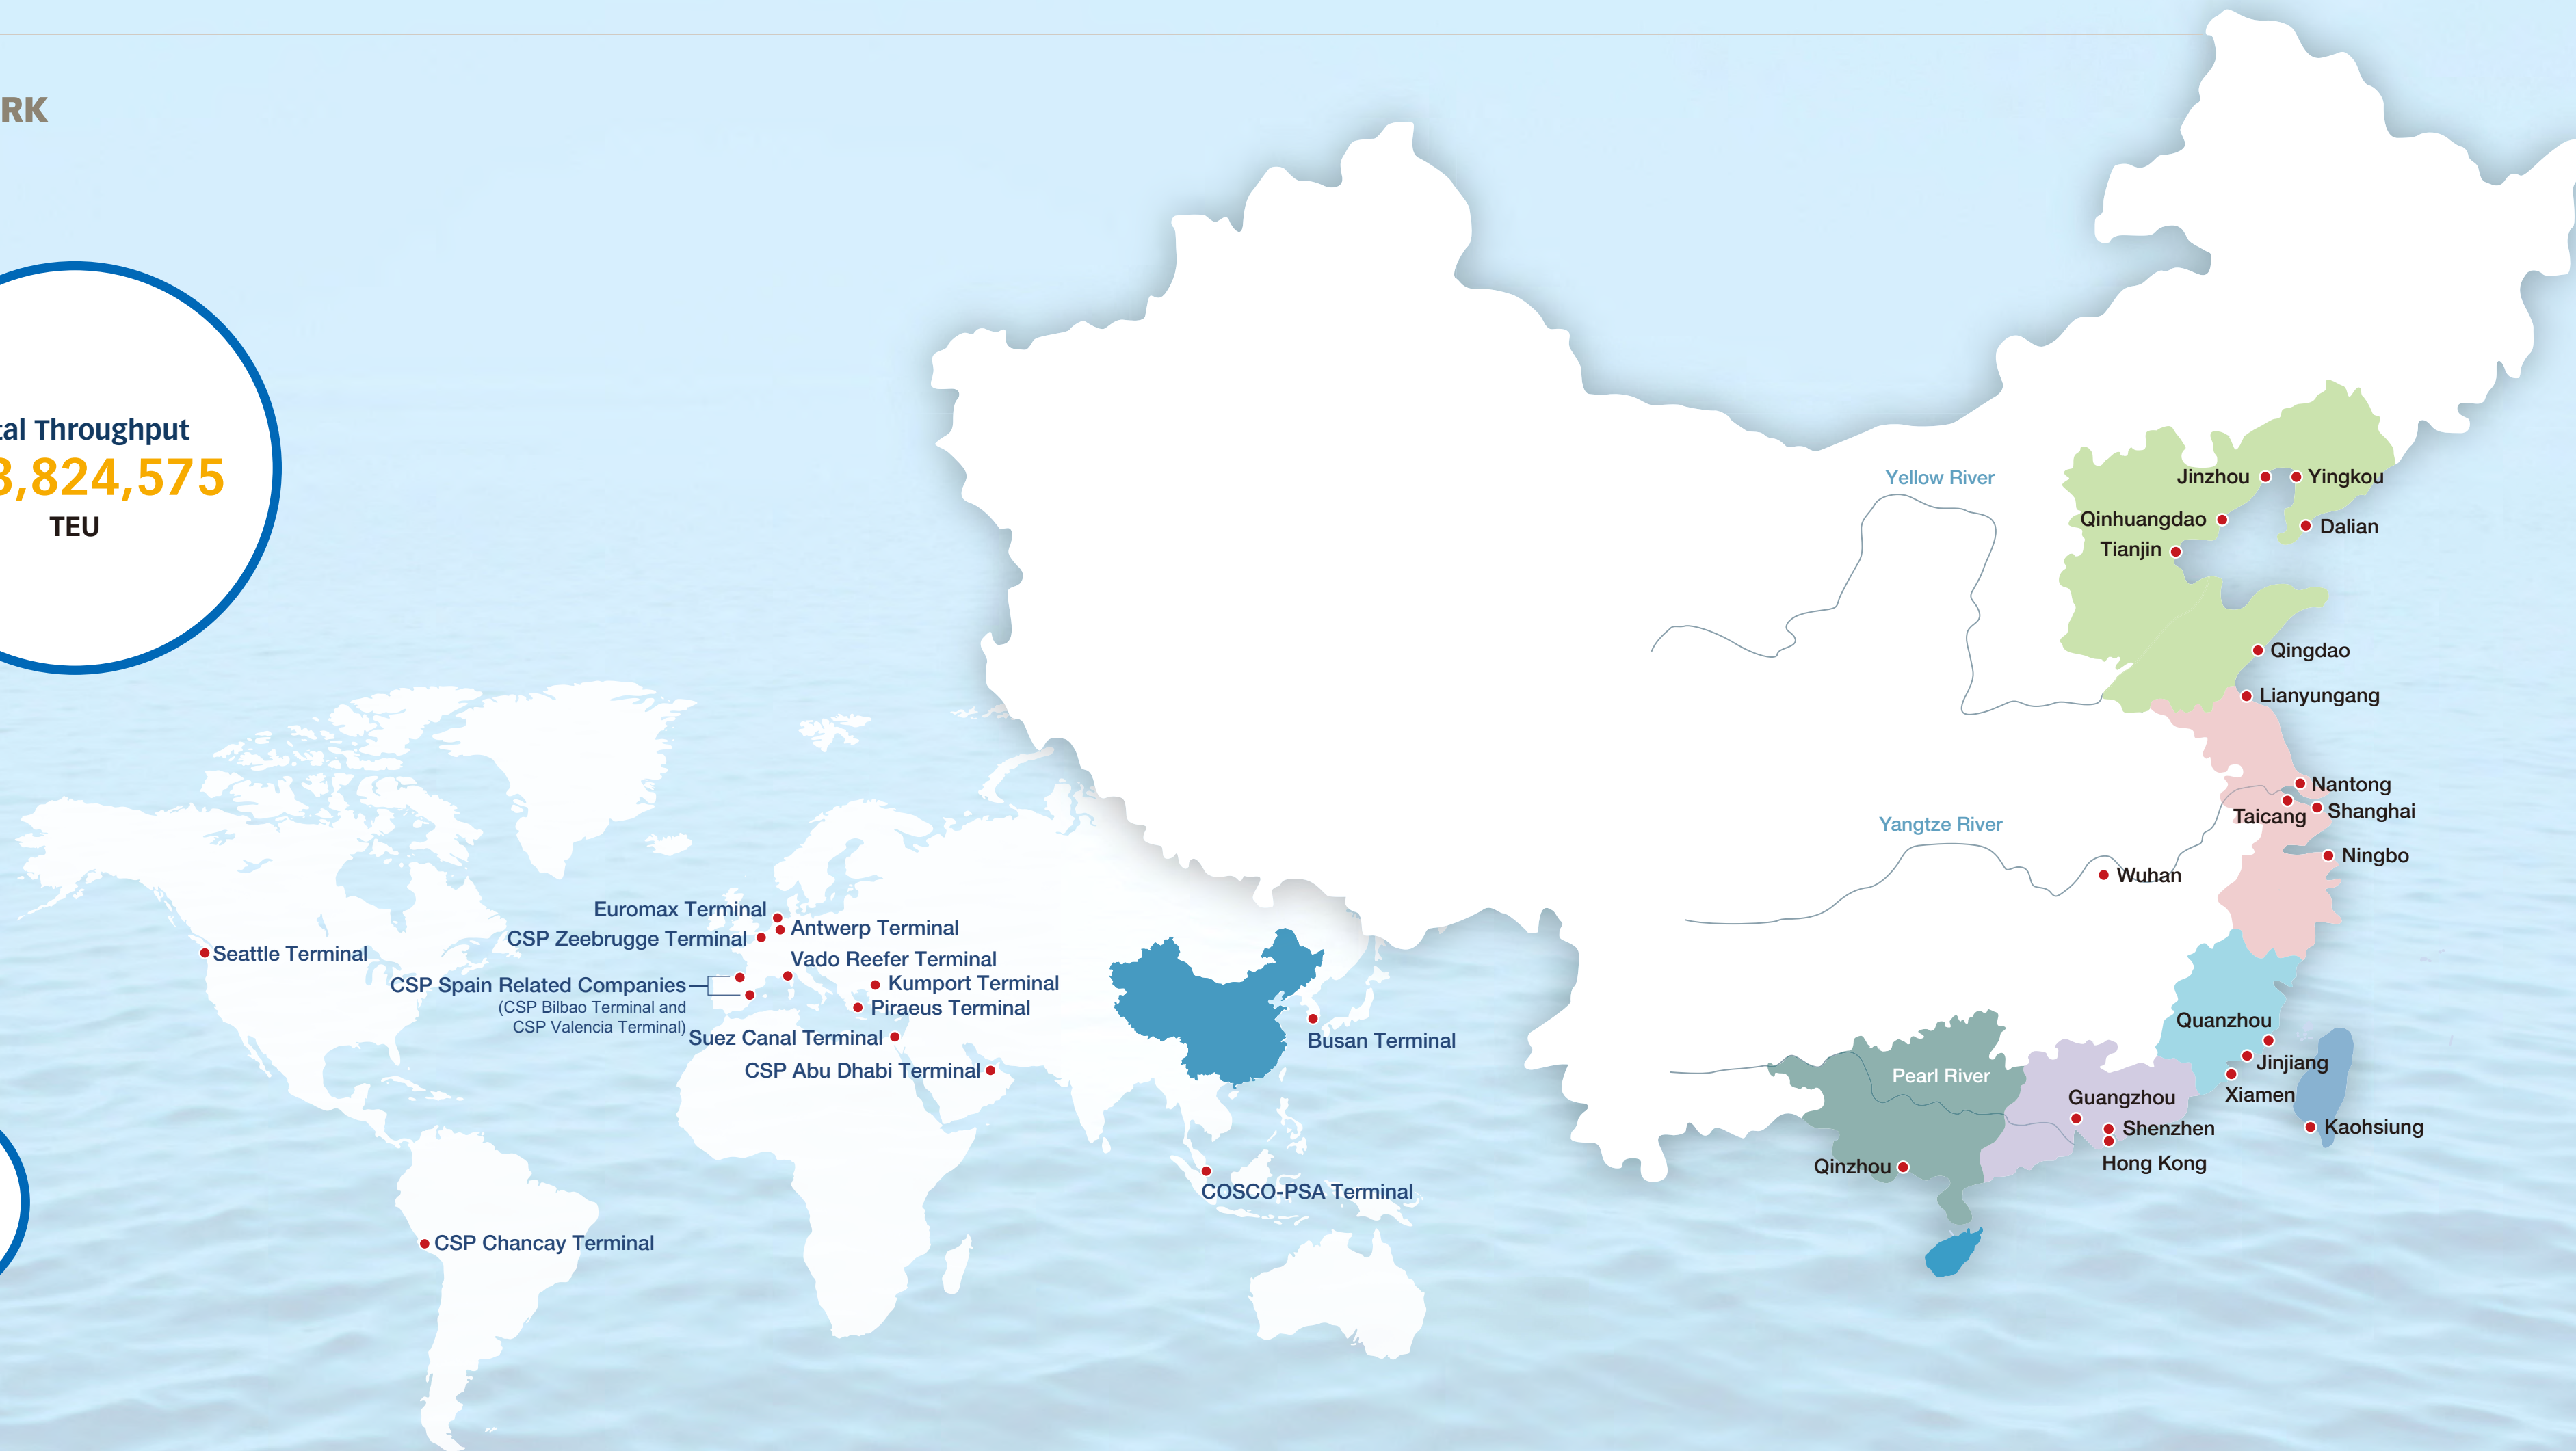 RK
tal Throughput
3,824,575
TEU
Yellow River
Jinzhou
Yingkou
Qinhuangdao
Dalian
Tianjin
Qingdao
Lianyungang
Nantong
Shanghai
Taicang
Yangtze River
Ningbo
Wuhan
Quanzhou
Jinjiang
Xiamen
Pearl River
Guangzhou
Shenzhen
Hong Kong
Kaohsiung
Qinzhou
Euromax Terminal
Antwerp Terminal
CSP Zeebrugge Terminal
Seattle Terminal
Vado Reefer Terminal
CSP Spain Related Companies
(CSP Bilbao Terminal and
CSP Valencia Terminal)
Kumport Terminal
Piraeus Terminal
Suez Canal Terminal
Busan Terminal
CSP Abu Dhabi Terminal
COSCO-PSA Terminal
CSP Chancay Terminal